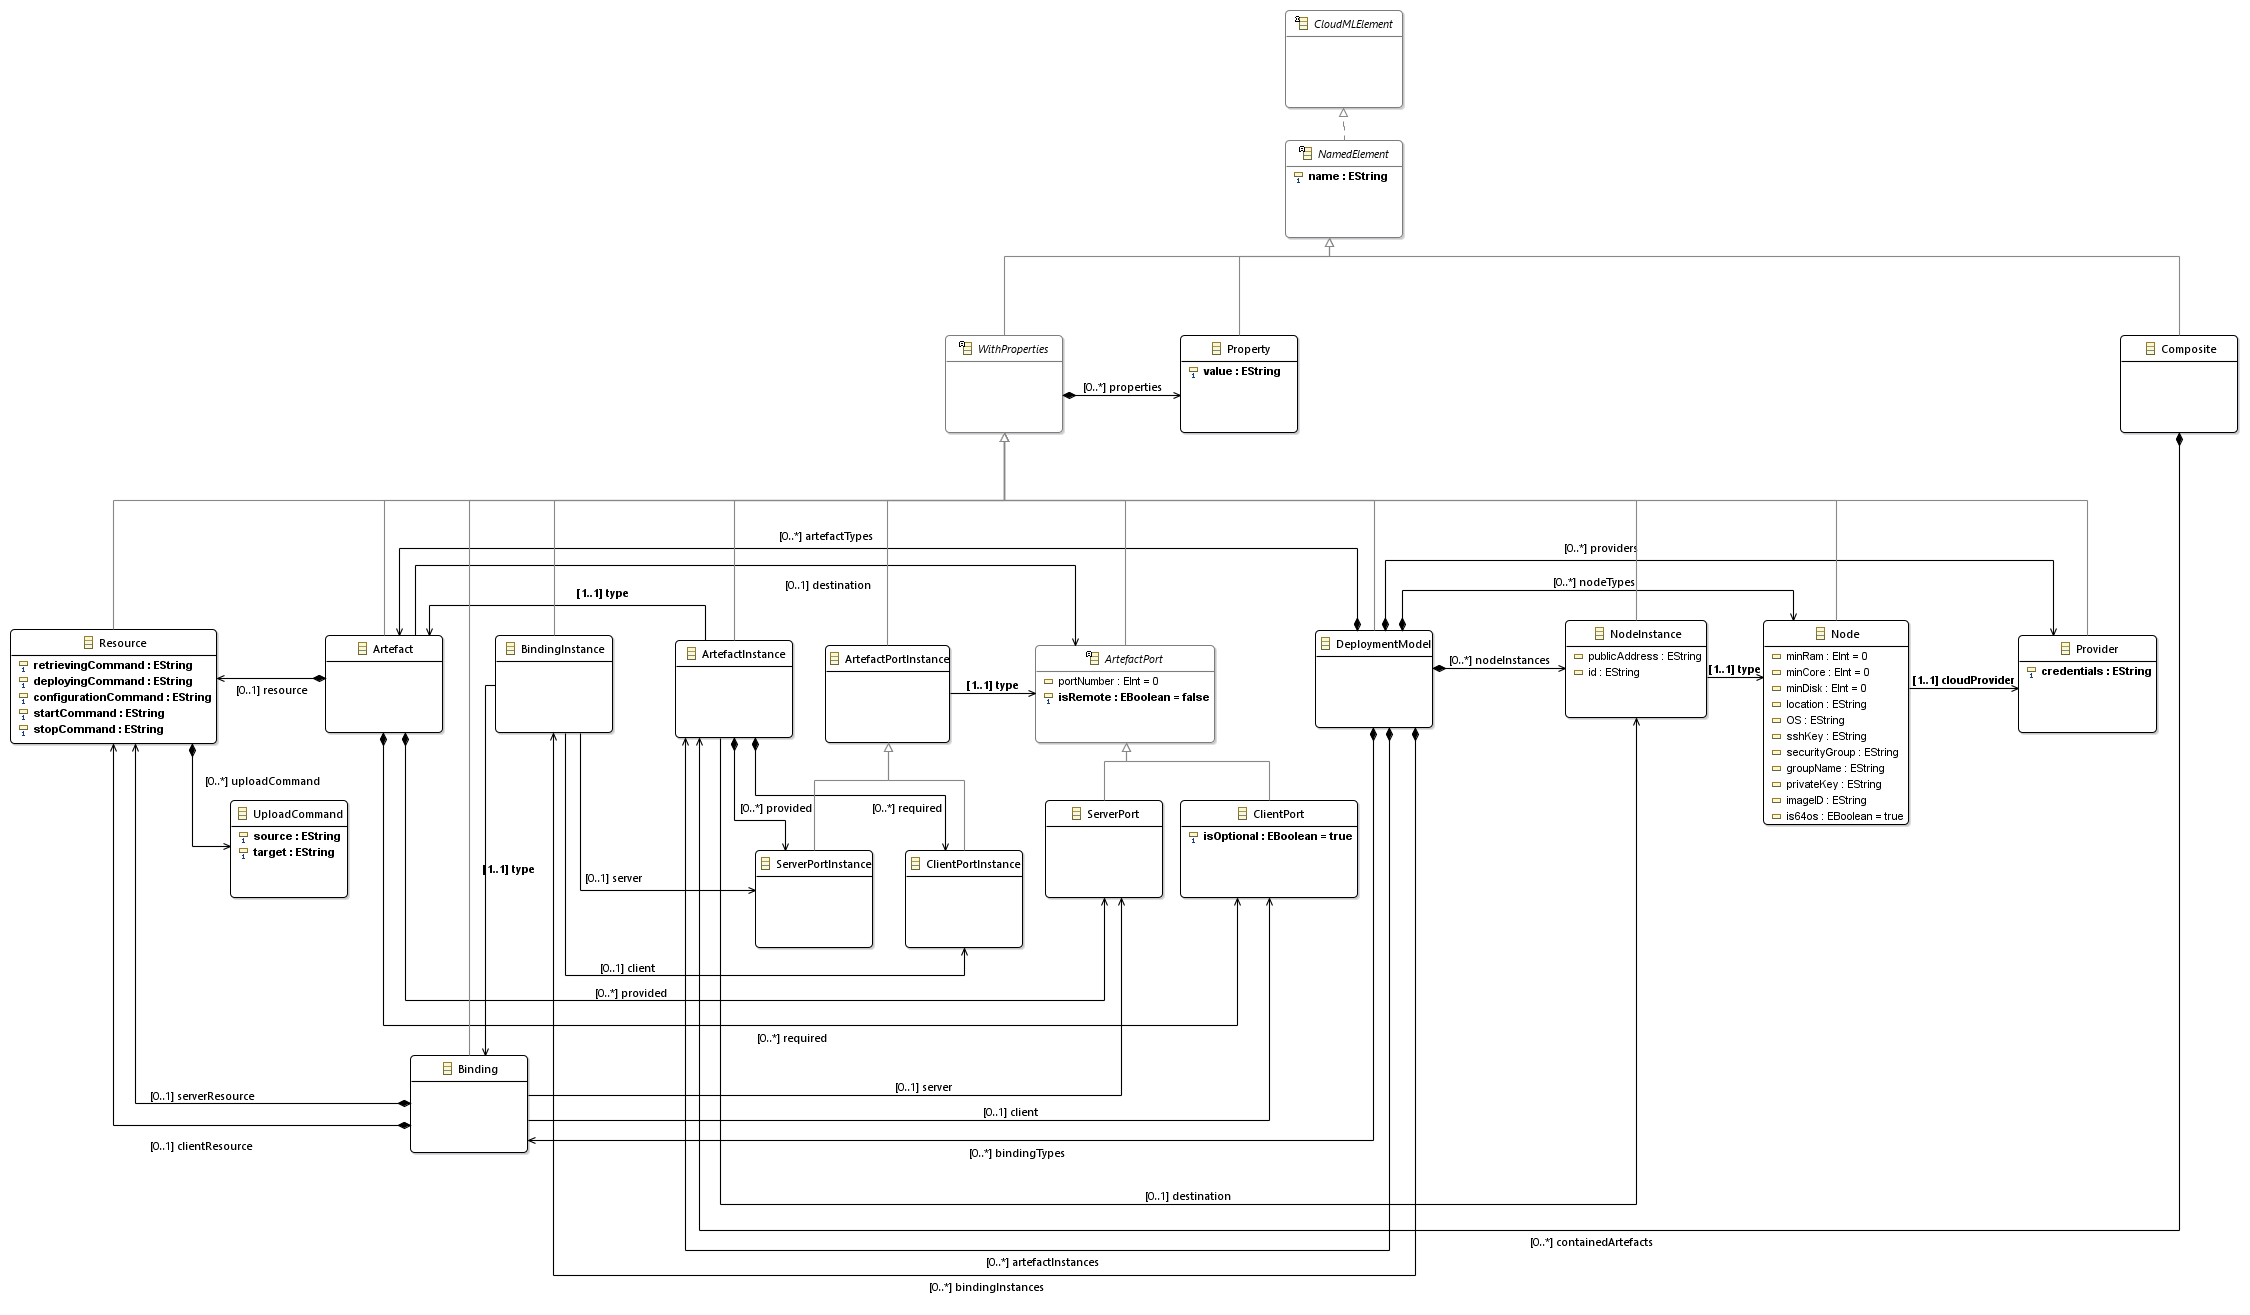 CloudMLElement
NamedElement
name : EString
WithProperties
Property
value : EString
[0..*] properties
Composite
[0..*] artefactTypes
[0..*] providers
[0..1] destination
[0..*] nodeTypes
[1..1] type
Resource
retrievingCommand : EString
deployingCommand : EString
configurationCommand : EString
startCommand : EString
stopCommand : EString
[0..1] resource
Artefact
BindingInstance
ArtefactInstance
ArtefactPortInstance
[1..1] type
ArtefactPort
portNumber : EInt = 0
isRemote : EBoolean = false
DeploymentModel
[0..*] nodeInstances
NodeInstance
publicAddress : EString
id : EString
[1..1] type
Node
minRam : EInt = 0
minCore : EInt = 0
minDisk : EInt = 0
location : EString
OS : EString
sshKey : EString
securityGroup : EString
groupName : EString
privateKey : EString
imageID : EString
is64os : EBoolean = true
[1..1] cloudProvider
Provider
credentials : EString
[0..*] uploadCommand
UploadCommand
source : EString
target : EString
[0..*] provided
[0..*] required
ServerPort
ClientPort
isOptional : EBoolean = true
[1..1] type
[0..1] server
ServerPortInstance
ClientPortInstance
[0..1] client
[0..*] provided
[0..*] required
Binding
[0..1] serverResource
[0..1] server
[0..1] client
[0..1] clientResource
[0..*] bindingTypes
[0..1] destination
[0..*] containedArtefacts
[0..*] artefactInstances
[0..*] bindingInstances